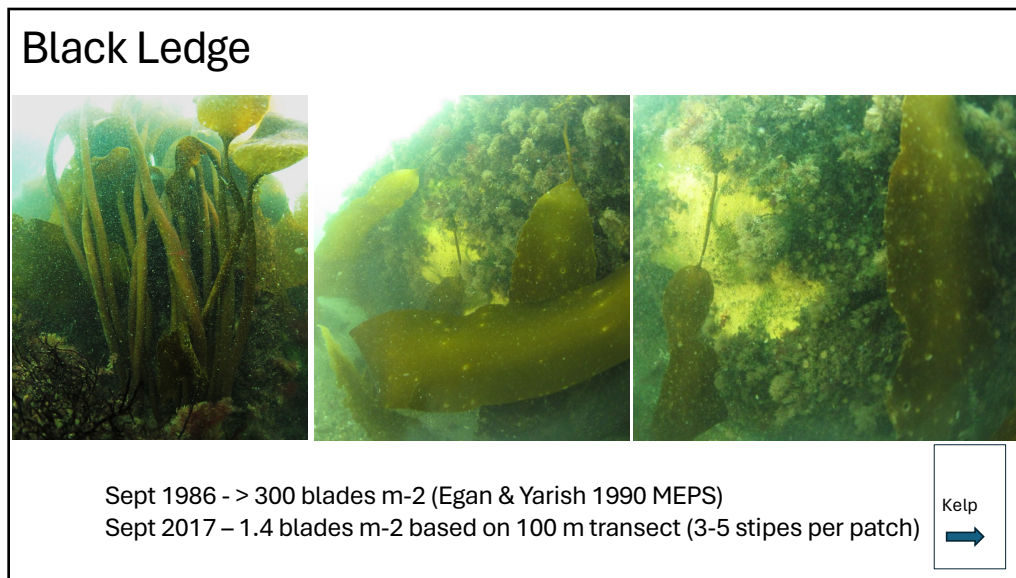 Black Ledge
Sept 1986 - > 300 blades m-2 (Egan & Yarish 1990 MEPS)
Sept 2017 – 1.4 blades m-2 based on 100 m transect (3-5 stipes per patch)
Kelp